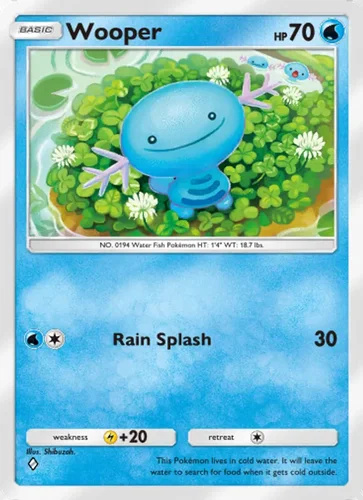 BASIC
Wooper
HP 70
NO. 0194 Water Fish Pokémon HT: 1'4" WT: 18.7 lbs.
Rain Splash 30
weakness +20 retreat
Illus. Shibuzoh.
This Pokémon lives in cold water. It will leave the
water to search for food when it gets cold outside.